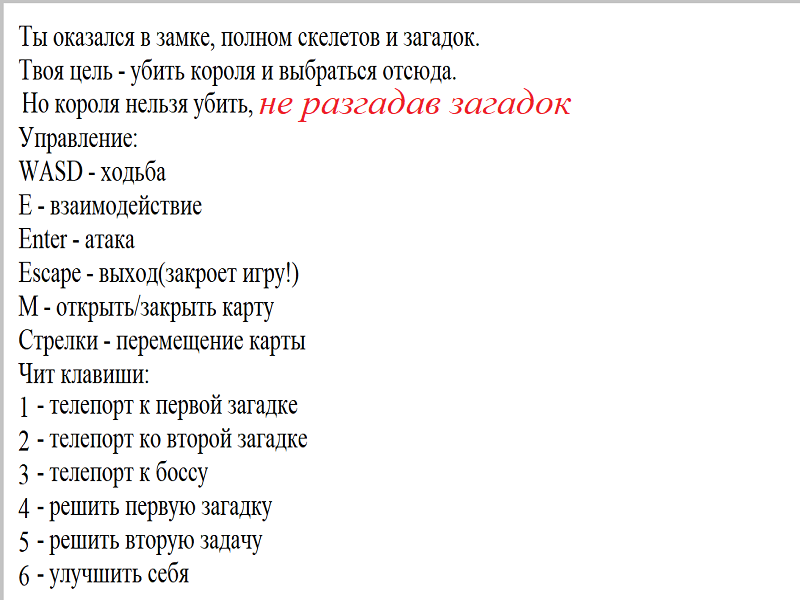 Ты оказался в замке, полном скелетов и загадок.
Твоя цель - убить короля и выбраться отсюда.
Но короля нельзя убить, не разгадав загадок
Управление:
WASD - ходьба
E - взаимодействие
Enter - атака
Escape - выход(закроет игру!)
M - открыть/закрыть карту
Стрелки - перемещение карты
Чит клавиши:
1 - телепорт к первой загадке
2 - телепорт ко второй загадке
3 - телепорт к боссу
4 - решить первую загадку
5 - решить вторую задачу
6 - улучшить себя